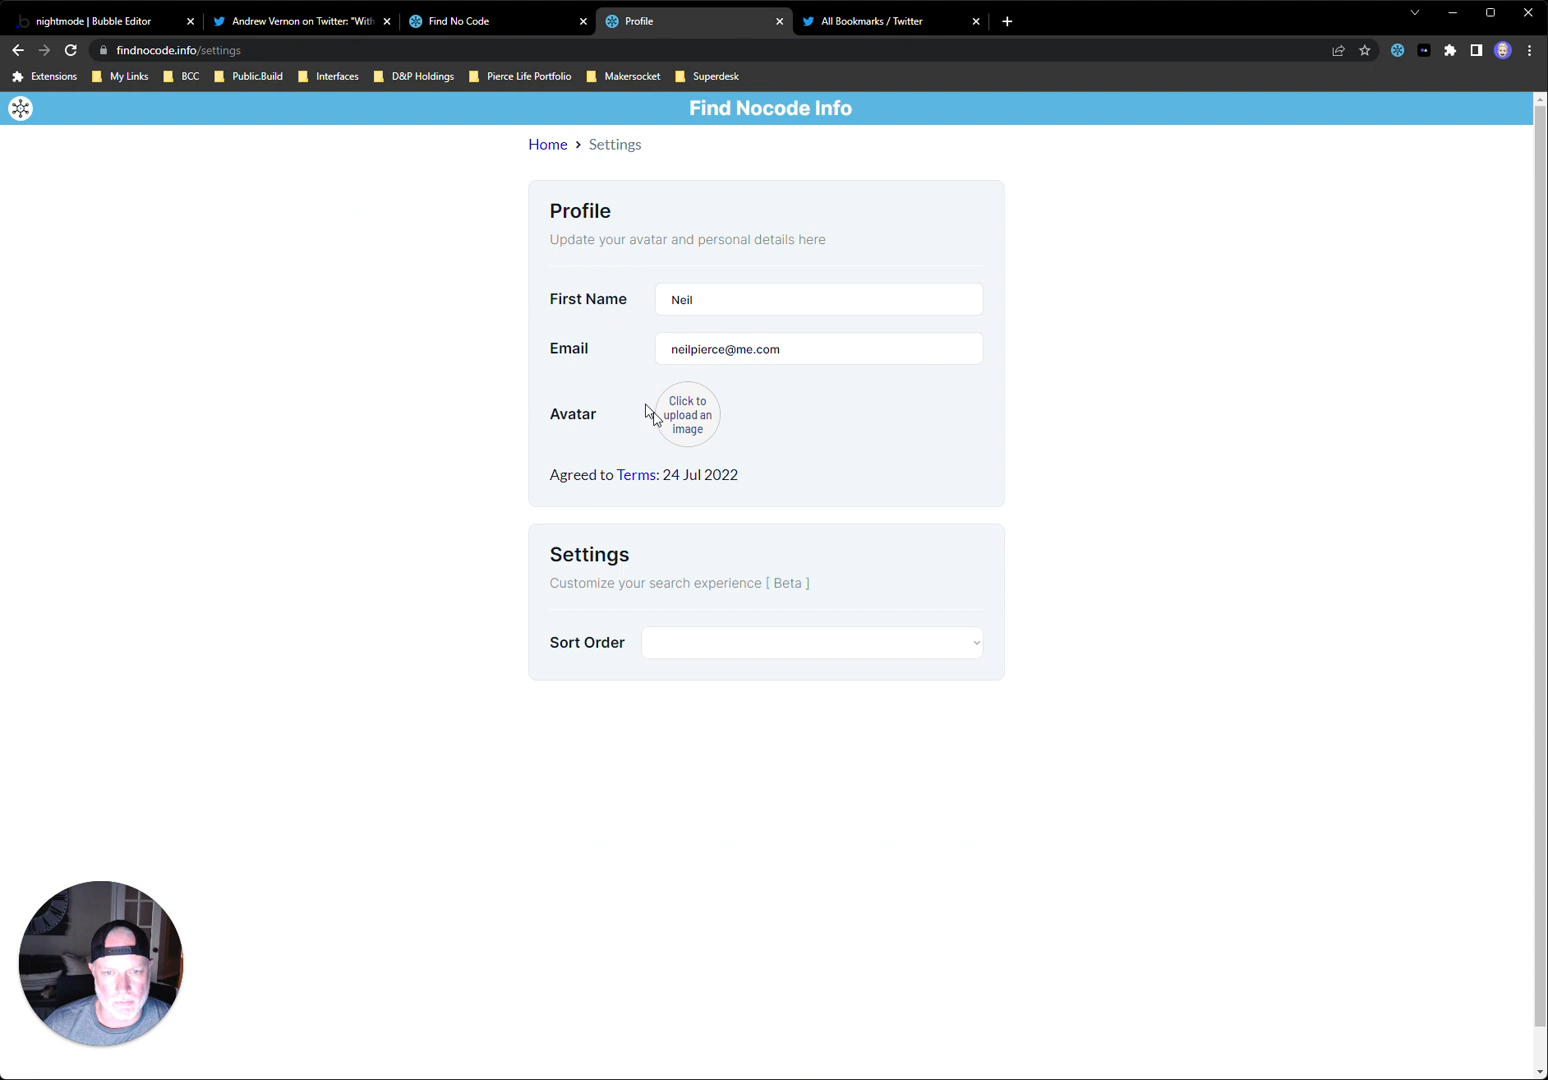 nightmode | Bubble Editor
Andrew Vernon on Twitter: "With
Find No Code
Profile
All Bookmarks / Twitter
findnocode.info/settings
Extensions
My Links
BCC
Public.Build
Interfaces
D&P Holdings
Pierce Life Portfolio
Makersocket
Superdesk
Find Nocode Info
Home › Settings
Profile
Update your avatar and personal details here
First Name
Neil
Email
neilpierce@me.com
Avatar
Click to
upload an
image
Agreed to Terms: 24 Jul 2022
Settings
Customize your search experience [ Beta ]
Sort Order